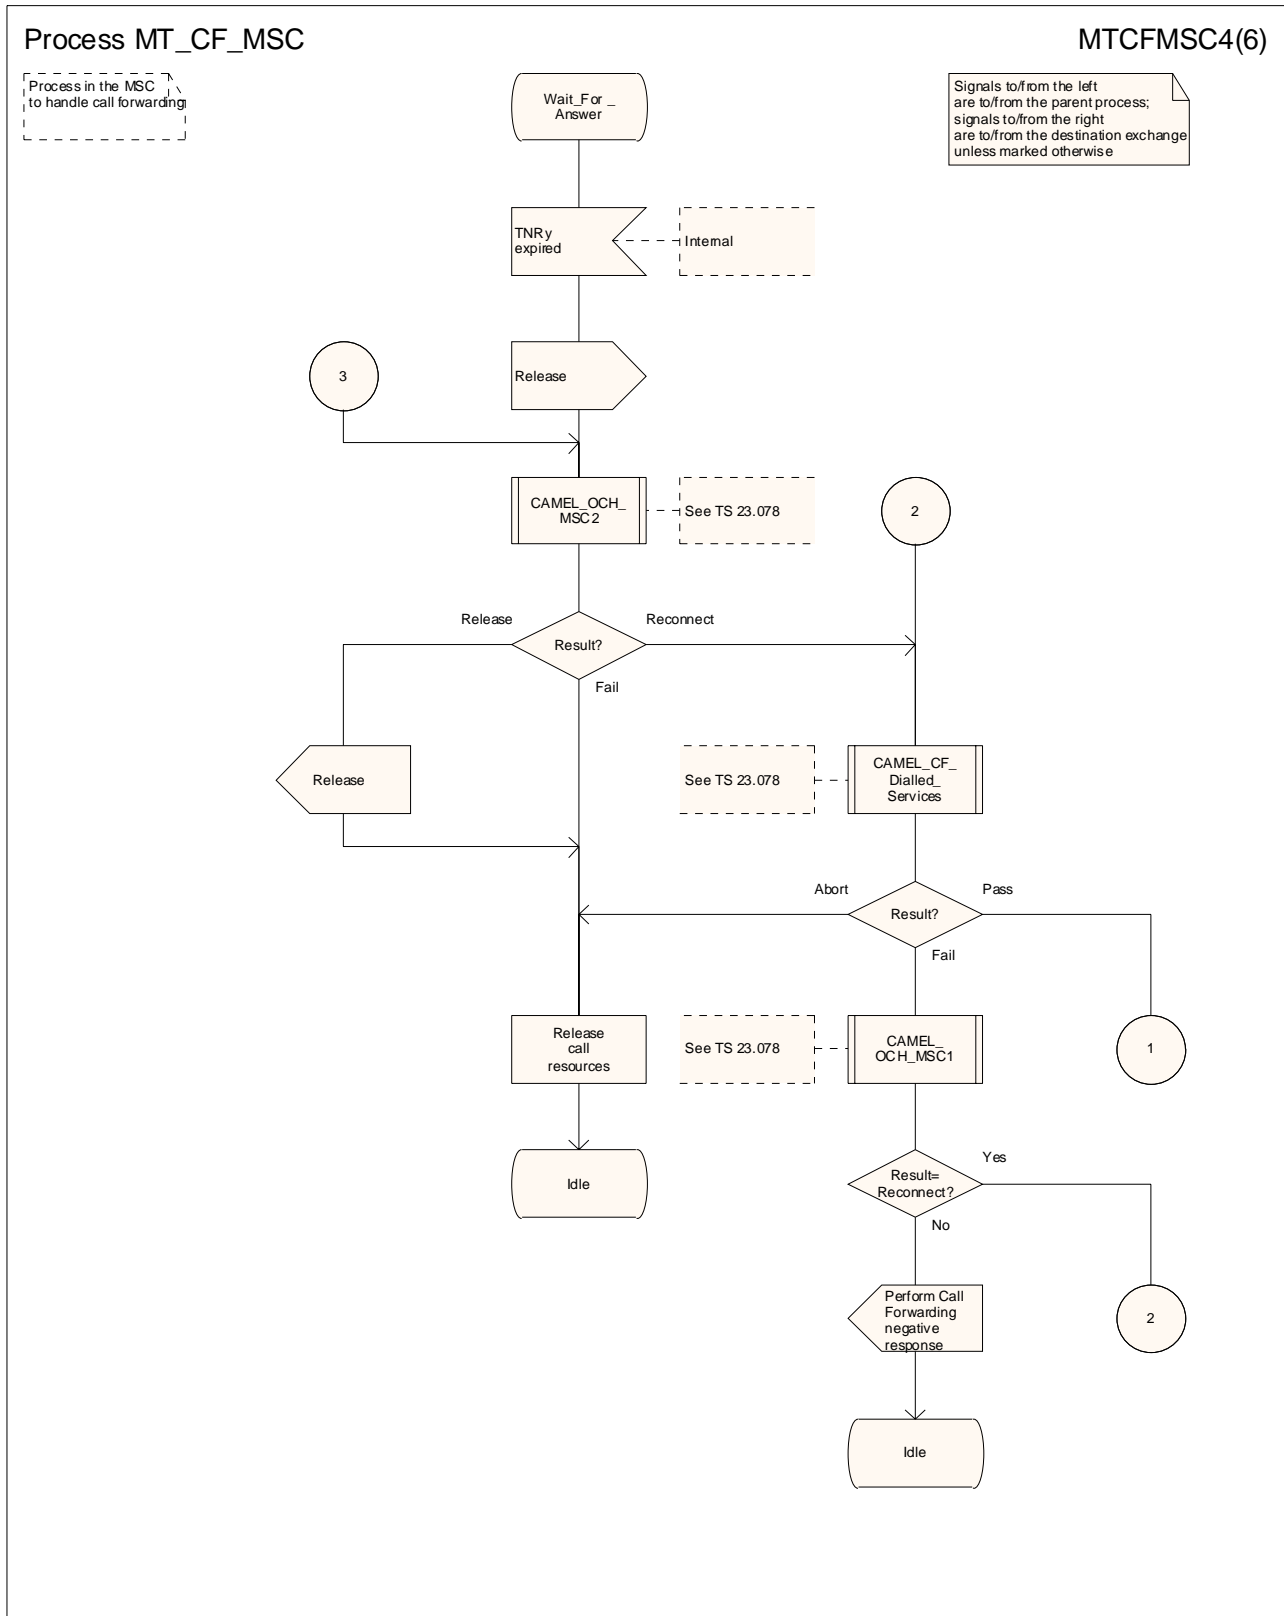 Process MT_CF_MSC
MTCFMSC4(6)
Process in the MSC
to handle call forwarding
Signals to/from the left
are to/from the parent process;
signals to/from the right
are to/from the destination exchange
unless marked otherwise
Wait_For _
Answer
TNRy
expired
Internal
Release
3
CAMEL_OCH_
MSC2
See TS 23.078
2
Release
Result?
Reconnect
Fail
Release
See TS 23.078
CAMEL_CF_
Dialled_
Services
Abort
Result?
Pass
Fail
Release
call
resources
See TS 23.078
CAMEL_
OCH_MSC1
1
Idle
Result=
Reconnect?
Yes
No
Perform Call
Forwarding
negative
response
2
Idle